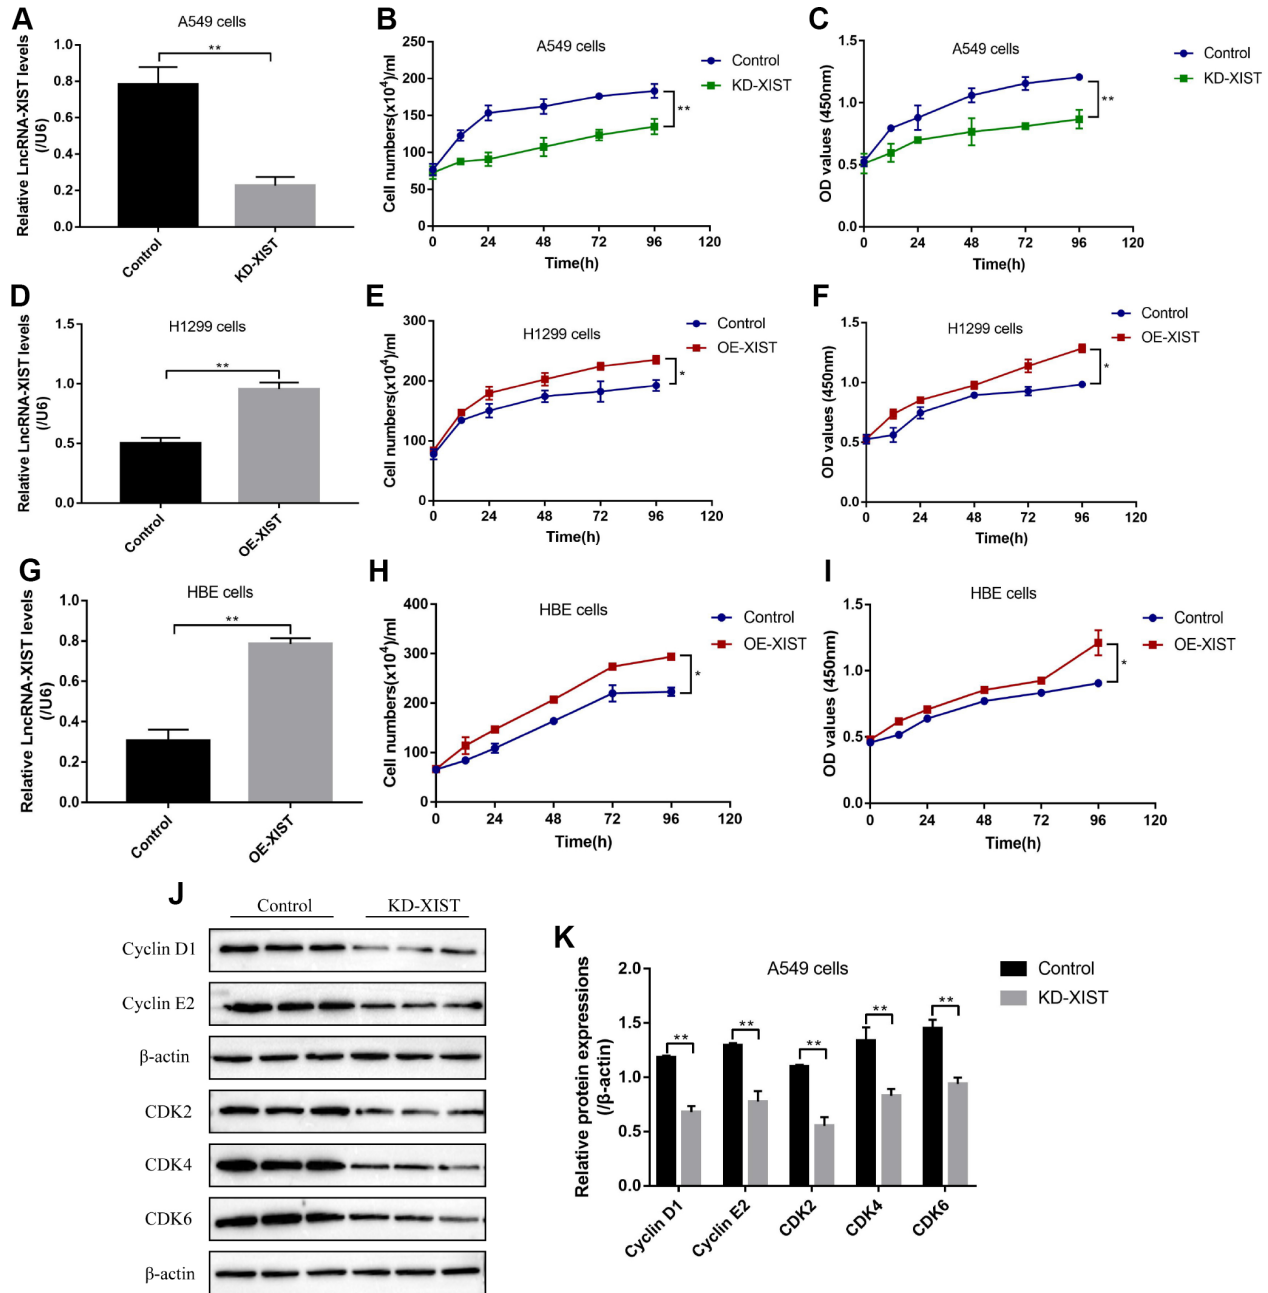 A
A549 cells
Relative LncRNA-XIST levels
(/U6)
1.0
0.8
0.6
0.4
0.2
0.0
**
Control
KD-XIST
B
A549 cells
Cell numbers(x10⁴)/ml
250
200
150
100
50
0
0 24 48 72 96 120
Time(h)
Control
KD-XIST
**
C
A549 cells
OD values (450nm)
1.5
1.0
0.5
0.0
0 24 48 72 96 120
Time(h)
Control
KD-XIST
**
D
H1299 cells
Relative LncRNA-XIST levels
(/U6)
1.5
1.0
0.5
0.0
**
Control
OE-XIST
E
H1299 cells
Cell numbers(x10⁴)/ml
300
200
100
0
0 24 48 72 96 120
Time(h)
Control
OE-XIST
*
F
H1299 cells
OD values (450nm)
1.5
1.0
0.5
0.0
0 24 48 72 96 120
Time(h)
Control
OE-XIST
*
G
HBE cells
Relative LncRNA-XIST levels
(/U6)
1.0
0.8
0.6
0.4
0.2
0.0
**
Control
OE-XIST
H
HBE cells
Cell numbers(x10⁴)/ml
400
300
200
100
0
0 24 48 72 96 120
Time(h)
Control
OE-XIST
*
I
HBE cells
OD values (450nm)
1.5
1.0
0.5
0.0
0 24 48 72 96 120
Time(h)
Control
OE-XIST
*
J
Control KD-XIST
Cyclin D1
Cyclin E2
β-actin
CDK2
CDK4
CDK6
β-actin
K
A549 cells
Relative protein expressions
(/β-actin)
2.0
1.5
1.0
0.5
0.0
** ** ** ** **
Cyclin D1
Cyclin E2
CDK2
CDK4
CDK6
Control
KD-XIST